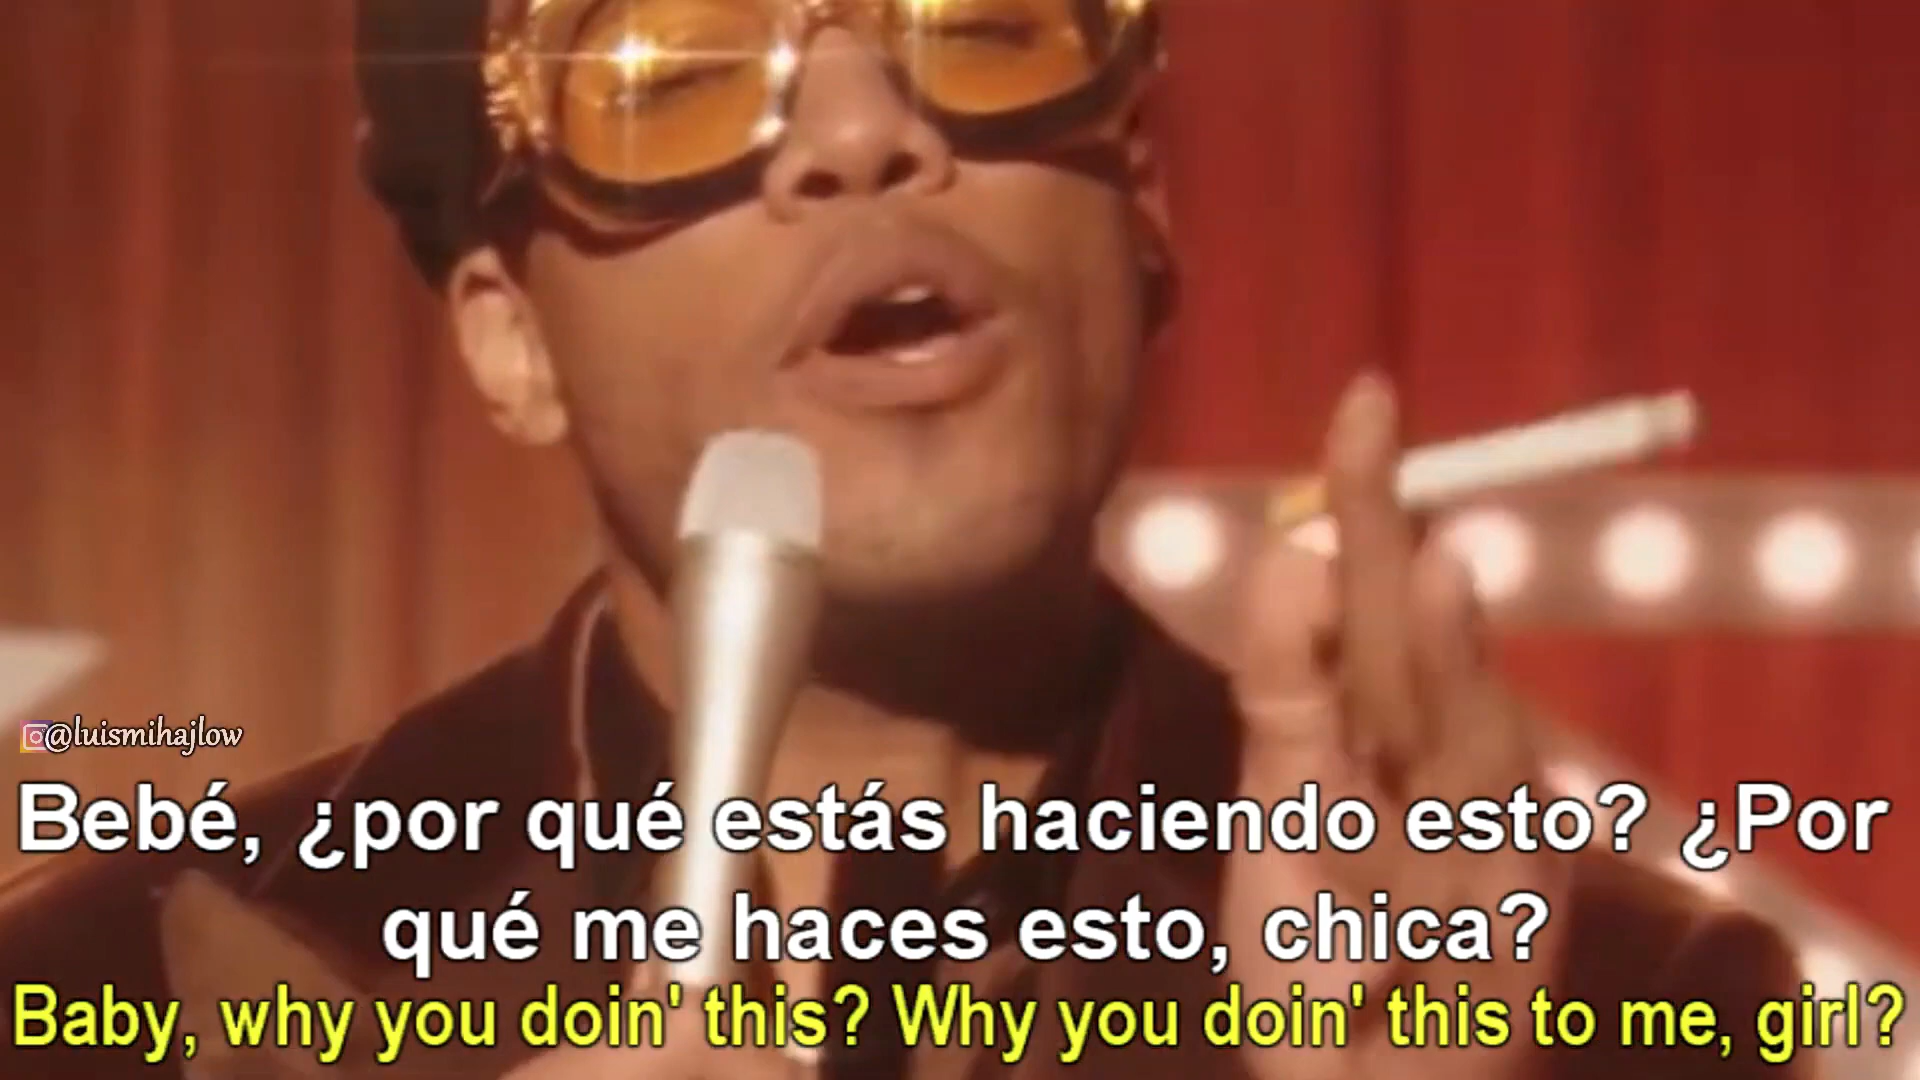 @luismihajlow
Bebé, ¿por qué estás haciendo esto? ¿Por
qué me haces esto, chica?
Baby, why you doin' this? Why you doin' this to me, girl?